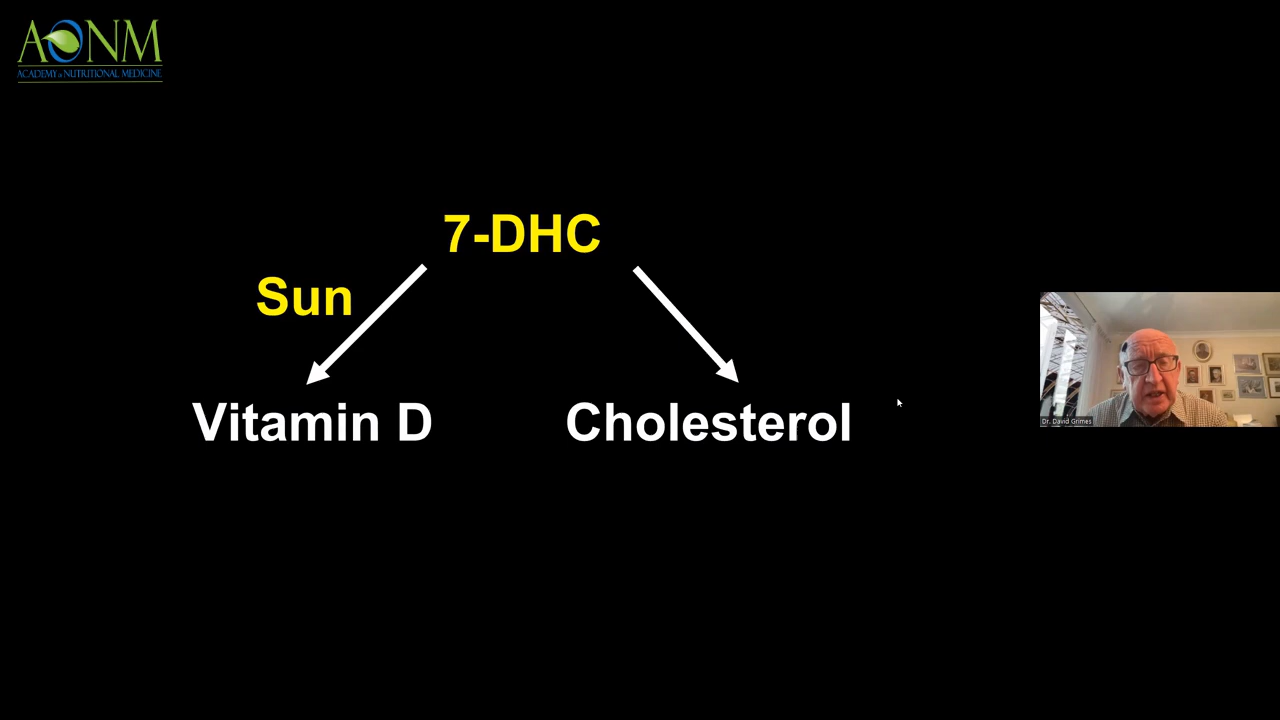 AONM
ACADEMY of NUTRITIONAL MEDICINE
7-DHC
Sun
Vitamin D
Cholesterol
Dr. David Grimes